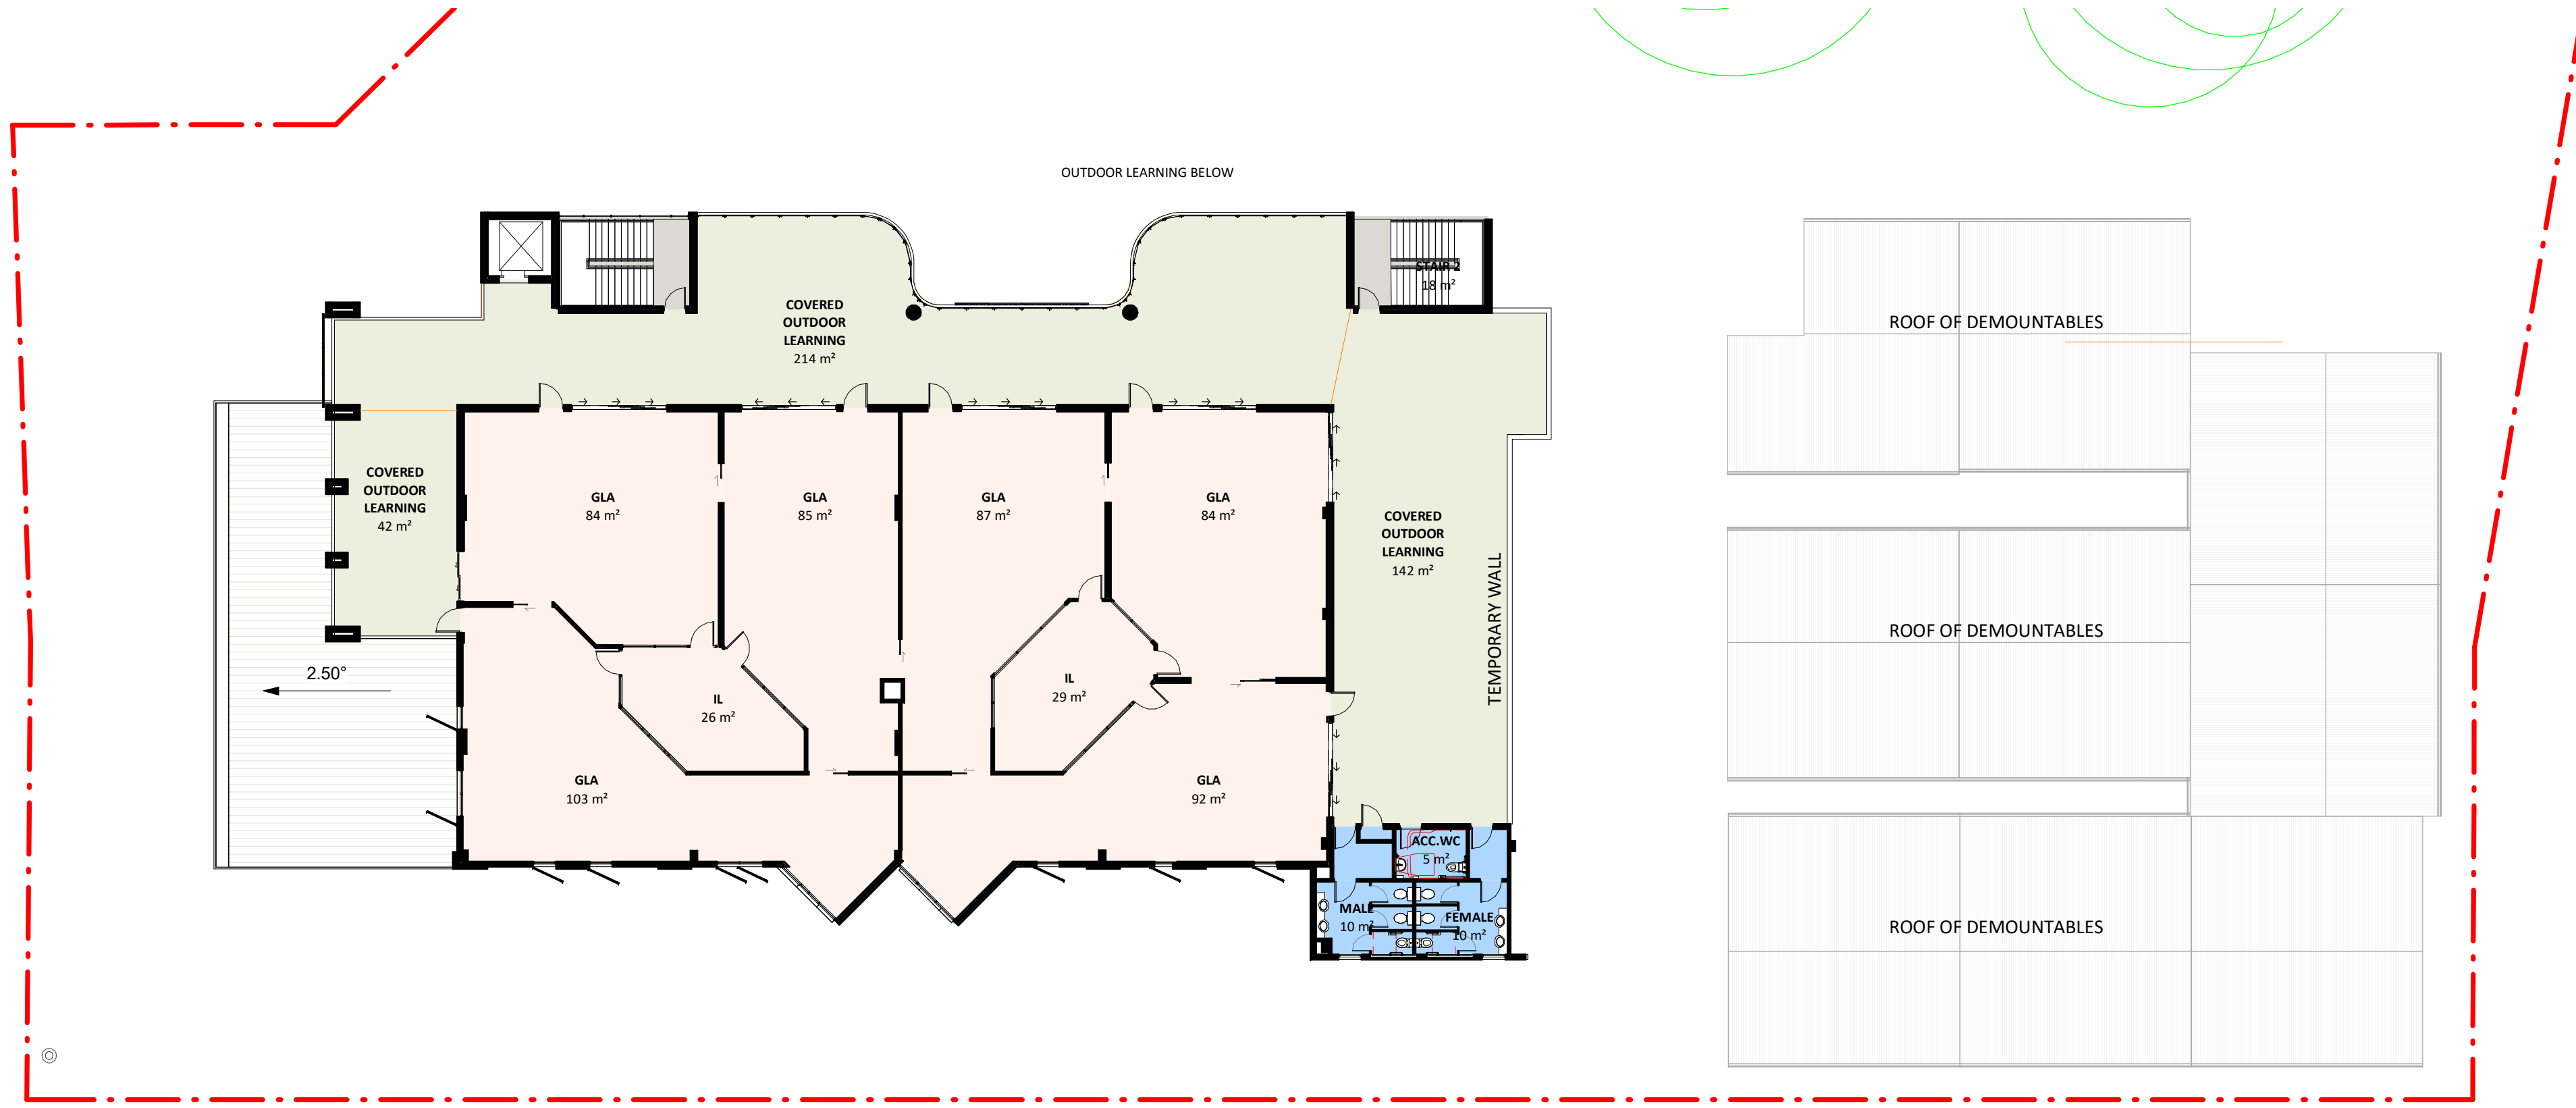 OUTDOOR LEARNING BELOW
STAIR 2
18 m²
COVERED
OUTDOOR
LEARNING
214 m²
ROOF OF DEMOUNTABLES
COVERED
OUTDOOR
LEARNING
42 m²
GLA
84 m²
GLA
85 m²
GLA
87 m²
GLA
84 m²
COVERED
OUTDOOR
LEARNING
142 m²
TEMPORARY WALL
ROOF OF DEMOUNTABLES
2.50°
IL
26 m²
IL
29 m²
GLA
103 m²
GLA
92 m²
ACC.WC
5 m²
MALE
10 m²
FEMALE
10 m²
ROOF OF DEMOUNTABLES